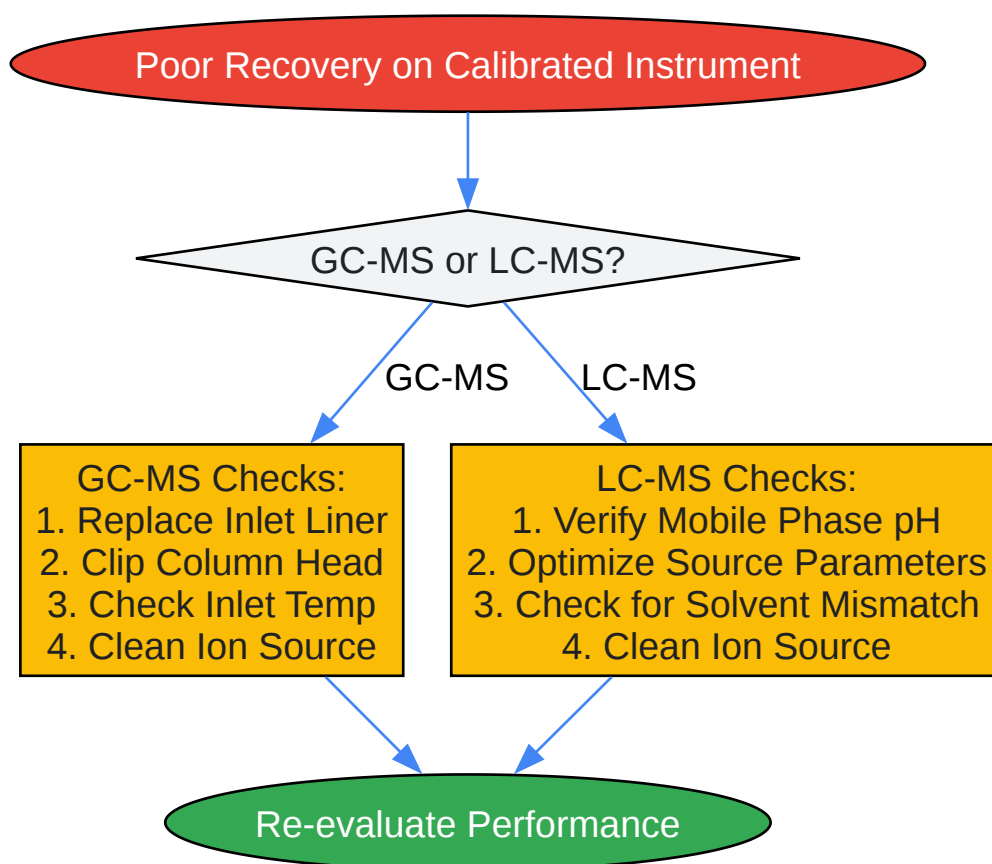 Poor Recovery on Calibrated Instrument
GC-MS or LC-MS?
GC-MS
LC-MS
GC-MS Checks:
1. Replace Inlet Liner
2. Clip Column Head
3. Check Inlet Temp
4. Clean Ion Source
LC-MS Checks:
1. Verify Mobile Phase pH
2. Optimize Source Parameters
3. Check for Solvent Mismatch
4. Clean Ion Source
Re-evaluate Performance